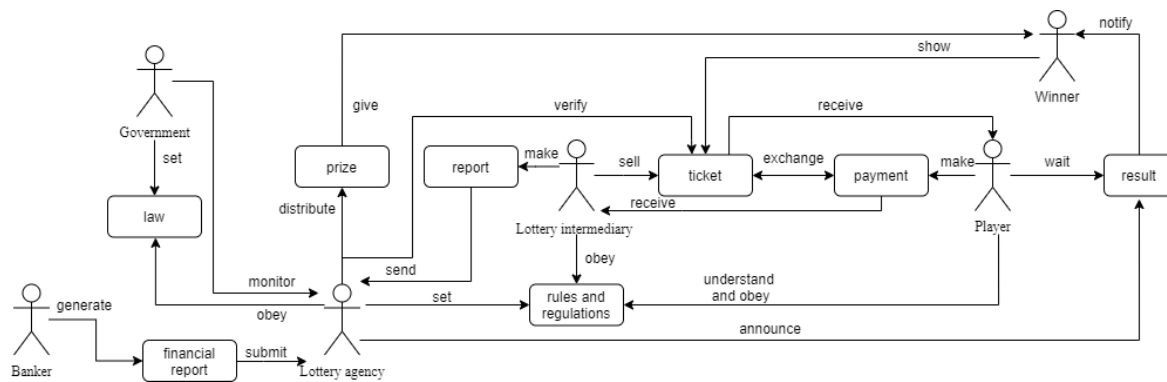 notify
show
Winner
give
verify
receive
Government
set
prize
report
make
sell
ticket
exchange
payment
make
wait
result
law
distribute
receive
Lottery intermediary
Player
send
obey
monitor
understand
and obey
generate
obey
set
rules and
regulations
announce
Banker
financial
report
submit
Lottery agency